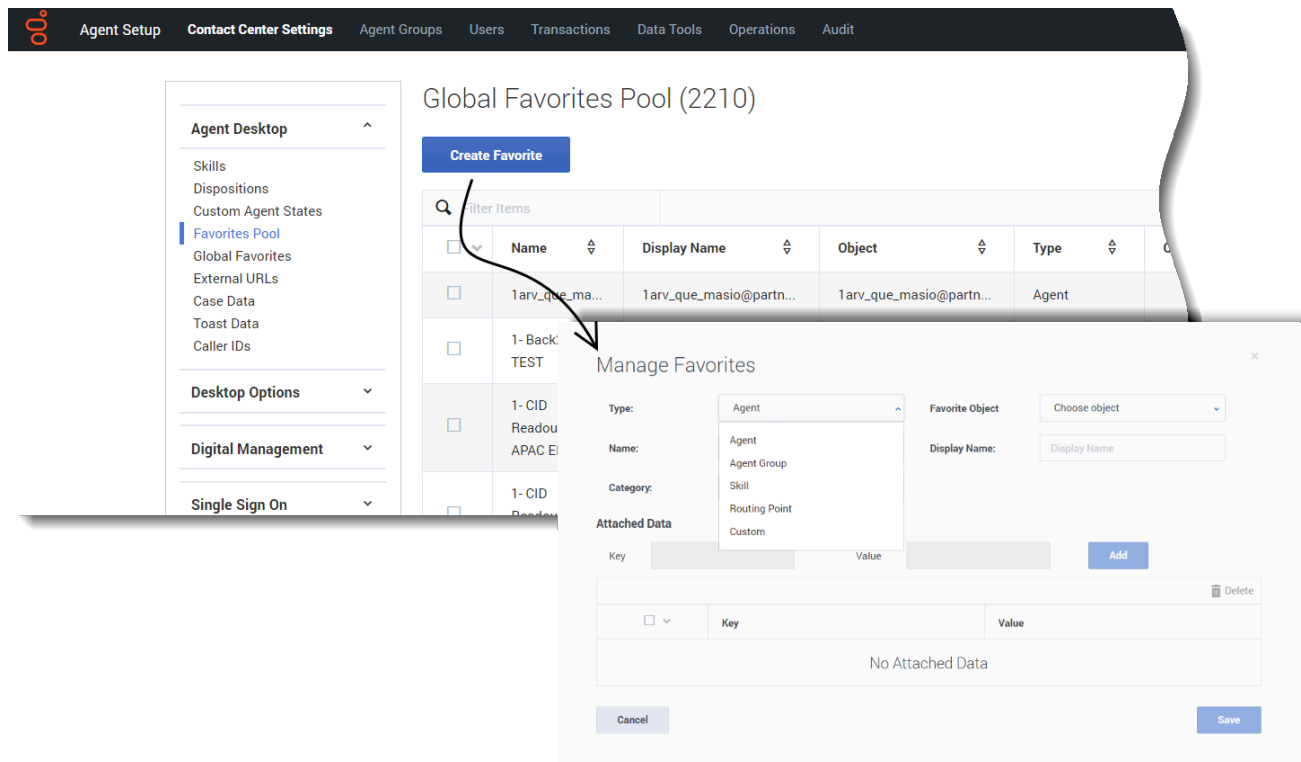 Agent Setup Contact Center Settings Agent Groups Users Transactions Data Tools Operations Audit
Agent Desktop
Skills
Dispositions
Custom Agent States
Favorites Pool
Global Favorites
External URLs
Case Data
Toast Data
Caller IDs
Desktop Options
Digital Management
Single Sign On
Global Favorites Pool (2210)
Create Favorite
Filter Items
Name Display Name Object Type
1arv_que_ma... 1arv_que_masio@partn... 1arv_que_masio@partn... Agent
1- Back
TEST
1- CID
Readou
APAC
1- CID
Manage Favorites
×
Type: Agent Favorite Object Choose object
Name: Display Name: Display Name
Category:
Agent
Agent Group
Skill
Routing Point
Custom
Attached Data
Key Value Add
Delete
Key Value
No Attached Data
Cancel Save